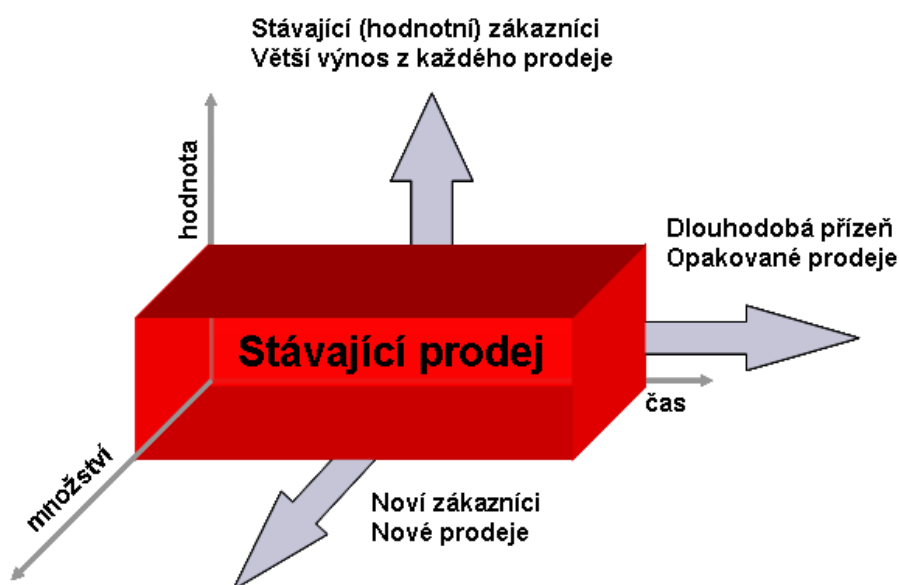 Stávající (hodnotní) zákazníci
Větší výnos z každého prodeje
hodnota
Dlouhodobá přízeň
Opakované prodeje
Stávající prodej
čas
množství
Noví zákazníci
Nové prodeje